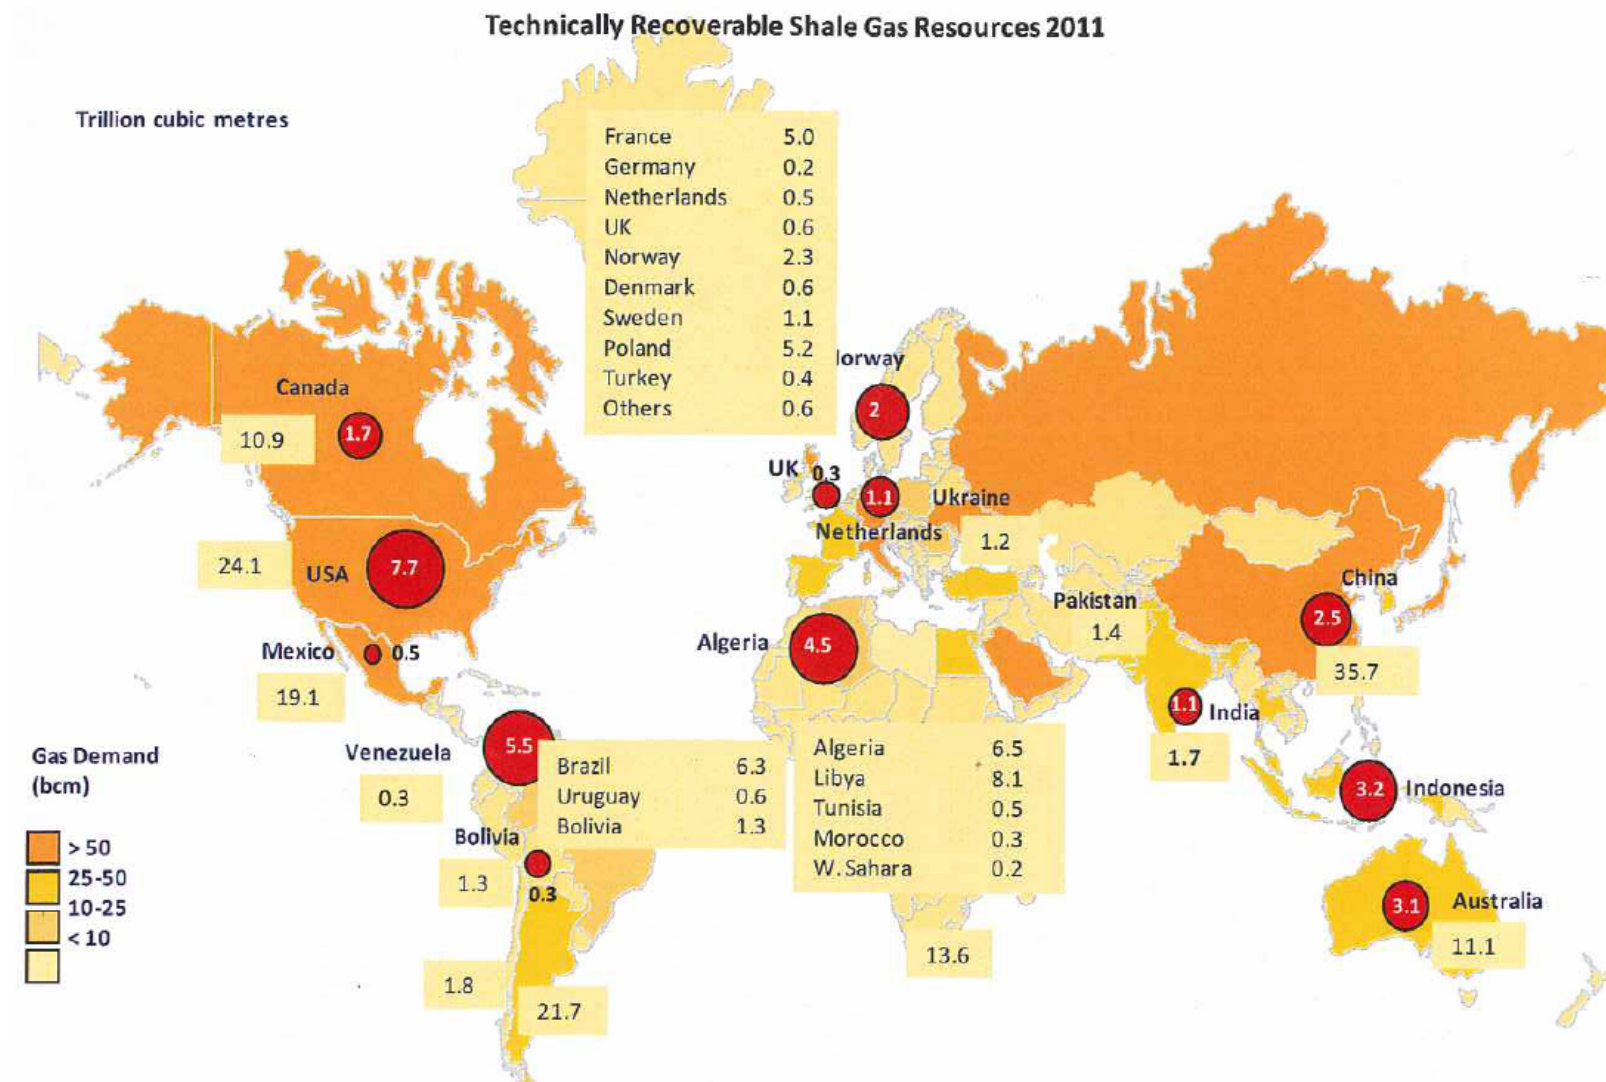 Technically Recoverable Shale Gas Resources 2011
Trillion cubic metres
France 5.0
Germany 0.2
Netherlands 0.5
UK 0.6
Norway 2.3
Denmark 0.6
Sweden 1.1
Poland 5.2
Turkey 0.4
Others 0.6
Canada
10.9
1.7
24.1
USA
7.7
Mexico
0.5
19.1
Venezuela
5.5
0.3
Brazil 6.3
Uruguay 0.6
Bolivia 1.3
Bolivia
1.3
0.3
1.8
21.7
lorway
2
UK
0.3
1.1
Ukraine
Netherlands
1.2
Algeria
4.5
Algeria 6.5
Libya 8.1
Tunisia 0.5
Morocco 0.3
W. Sahara 0.2
13.6
Pakistan
1.4
China
2.5
35.7
1.1
India
1.7
3.2
Indonesia
3.1
Australia
11.1
Gas Demand
(bcm)
> 50
25-50
10-25
< 10